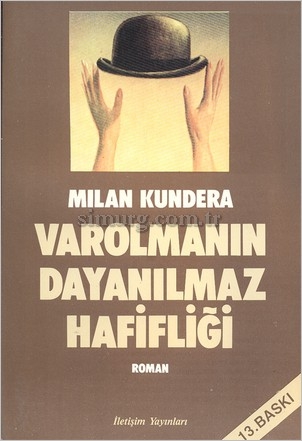 MILAN KUNDERA
simurg.com.tr
VAROLMANIN
DAYANILMAZ
HAFİFLİĞİ
ROMAN
İletişim Yayınları
13.BASKI